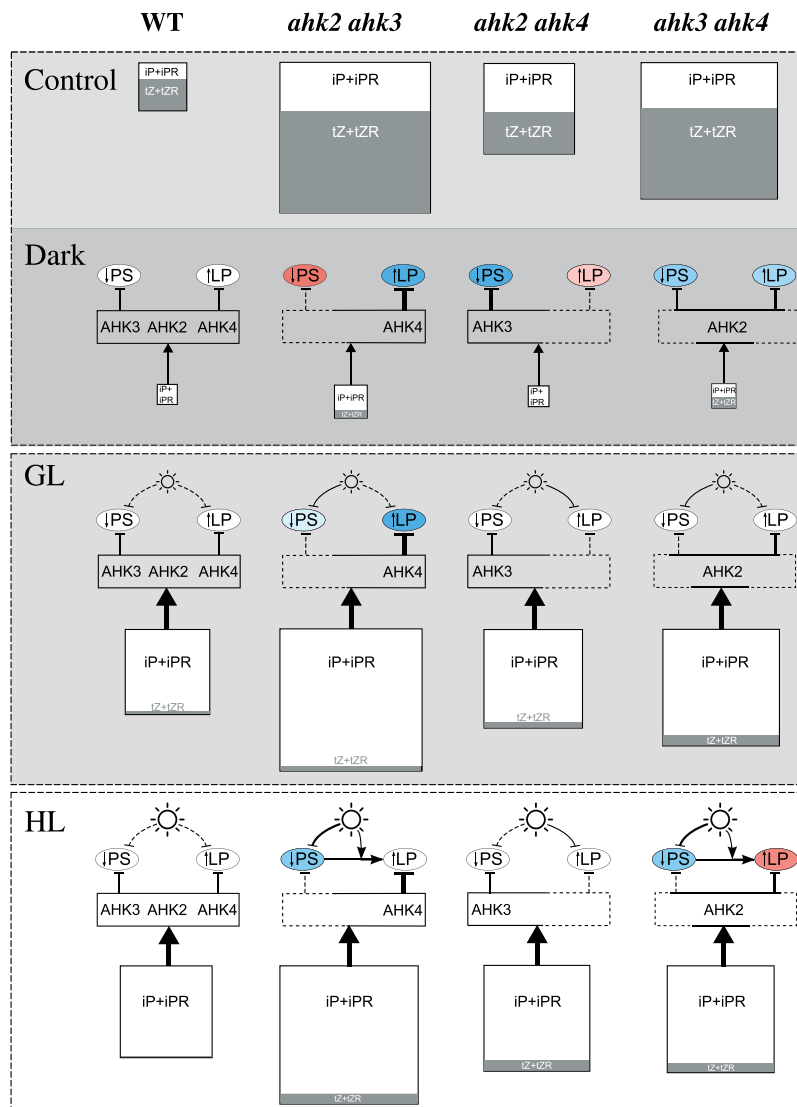 WT ahk2 ahk3 ahk2 ahk4 ahk3 ahk4
Control
iP+iPR iP+iPR iP+iPR iP+iPR
tZ+tZR tZ+tZR tZ+tZR tZ+tZR
Dark
↓PS ↑LP ↓PS ↑LP ↓PS ↑LP ↓PS ↑LP
AHK3 AHK2 AHK4 AHK4 AHK3 AHK2
iP+ iPR iP+iPR iP+ iPR iP+iPR
tZ+tZR tZ+tZR
GL
↓PS ↑LP ↓PS ↑LP ↓PS ↑LP ↓PS ↑LP
AHK3 AHK2 AHK4 AHK4 AHK3 AHK2
iP+iPR iP+iPR iP+iPR iP+iPR
tZ+tZR tZ+tZR tZ+tZR tZ+tZR
HL
↓PS ↑LP ↓PS ↑LP ↓PS ↑LP ↓PS ↑LP
AHK3 AHK2 AHK4 AHK4 AHK3 AHK2
iP+iPR iP+iPR iP+iPR iP+iPR
tZ+tZR tZ+tZR tZ+tZR